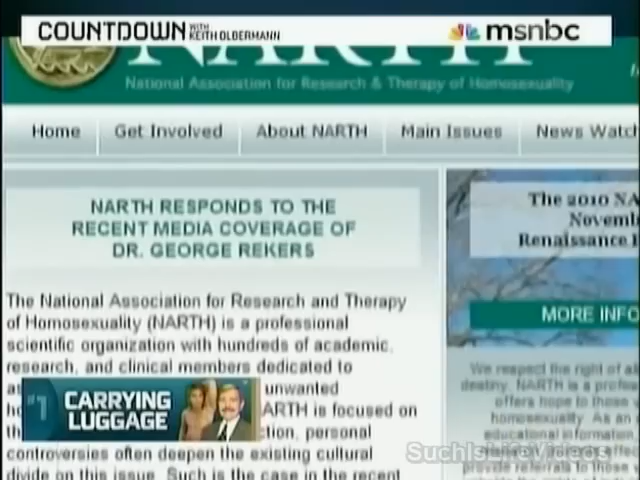 COUNTDOWN WITH KEITH OLBERMANN
msnbc
NARTH
National Association for Research & Therapy of Homosexuality
Home Get Involved About NARTH Main Issues News Watch
NARTH RESPONDS TO THE
RECENT MEDIA COVERAGE OF
DR. GEORGE REKERS
The National Association for Research and Therapy
of Homosexuality (NARTH) is a professional
scientific organization with hundreds of academic,
research, and clinical members dedicated to
unwanted
ARTH is focused on
tion, personal
controversies often deepen the existing cultural
divide on this issue. Such is the case in the recent
The 2010 NA
Novemb
Renaissance
MORE INFO
We respect the right of
destiny. NARTH is a profe
offers hope to those
homosexuality. As an
educational information
provide referrals to those
#1 CARRYING
LUGGAGE
SuchIsLifeVideos